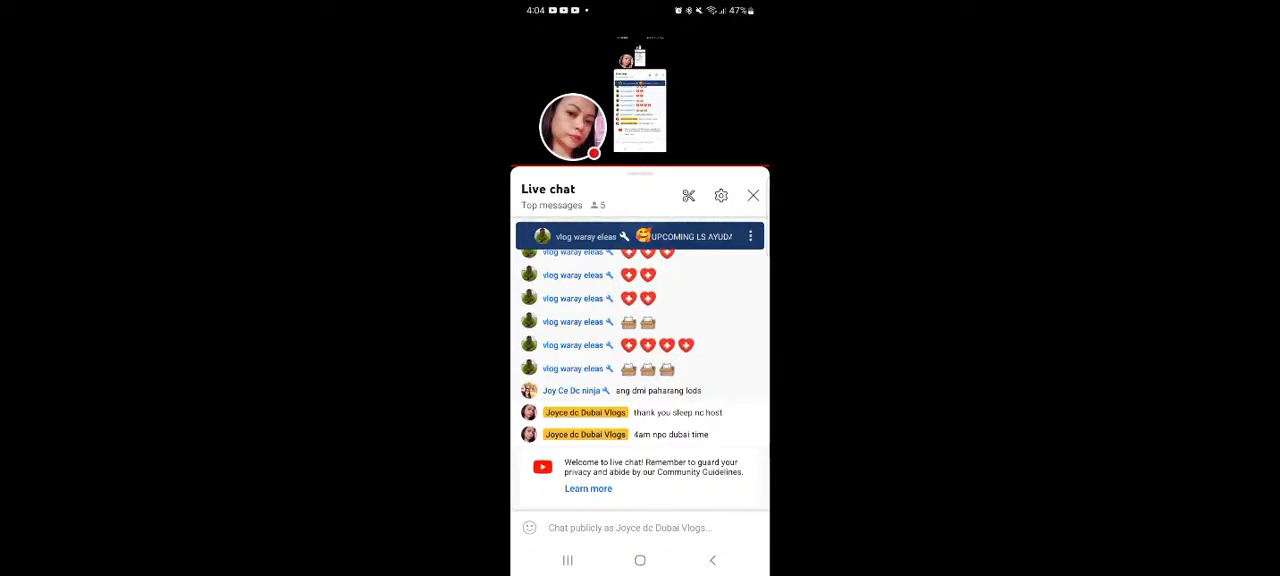 4:04
47%
Live chat
Top messages 5
vlog waray eleas UPCOMING LS AYUDA
vlog waray eleas
vlog waray eleas
vlog waray eleas
vlog waray eleas
vlog waray eleas
vlog waray eleas
Joy Ce Dc ninja ang dmi paharang lods
Joyce dc Dubai Vlogs thank you sleep nc host
Joyce dc Dubai Vlogs 4am npo dubai time
Welcome to live chat! Remember to guard your
privacy and abide by our Community Guidelines.
Learn more
Chat publicly as Joyce dc Dubai Vlogs...